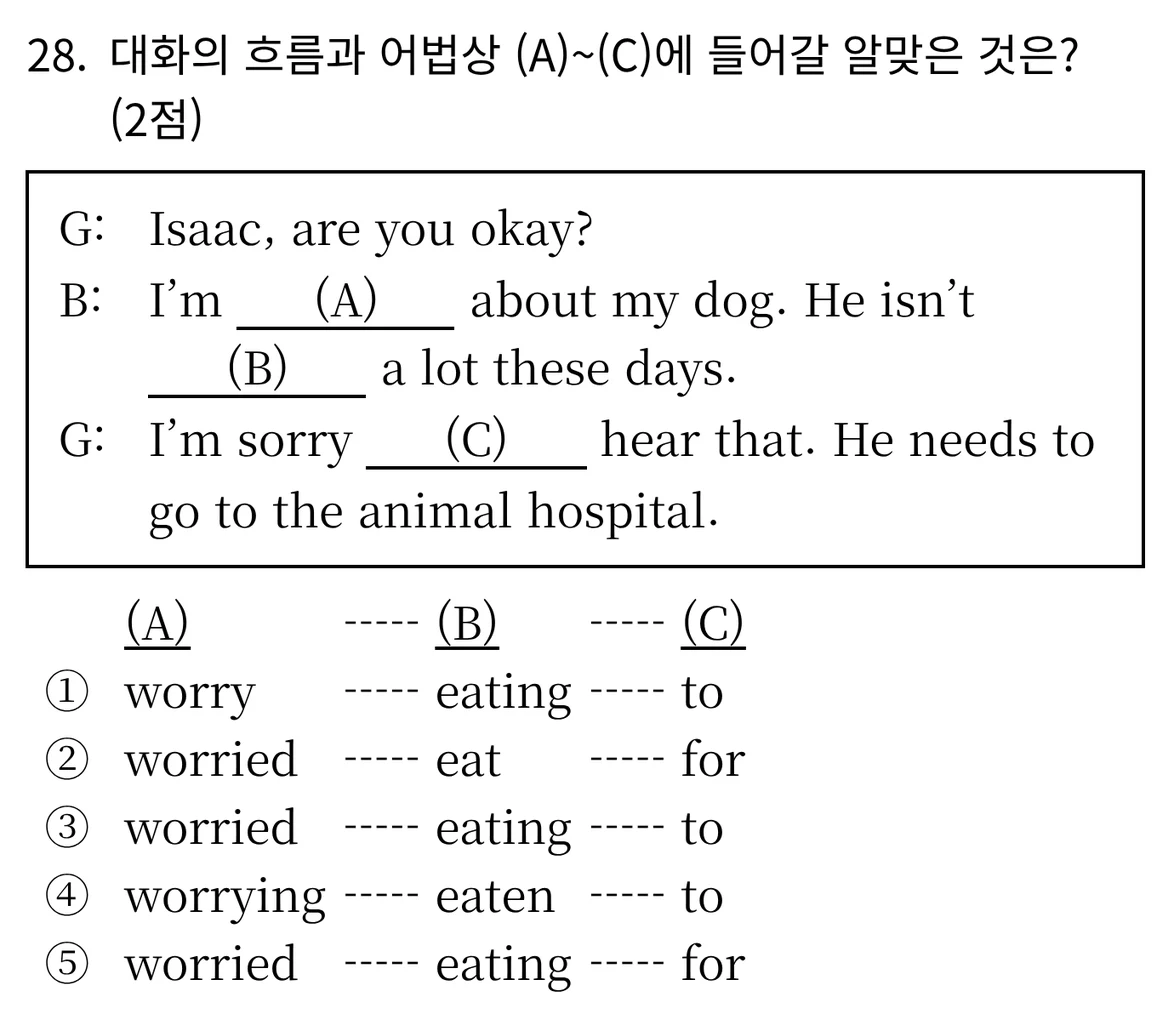 28. 대화의 흐름과 어법상 (A)~(C)에 들어갈 알맞은 것은?
(2점)
G: Isaac, are you okay?
B: I’m (A) about my dog. He isn’t
(B) a lot these days.
G: I’m sorry (C) hear that. He needs to
go to the animal hospital.
(A) ----- (B) ----- (C)
① worry ----- eating ----- to
② worried ----- eat ----- for
③ worried ----- eating ----- to
④ worrying ----- eaten ----- to
⑤ worried ----- eating ----- for